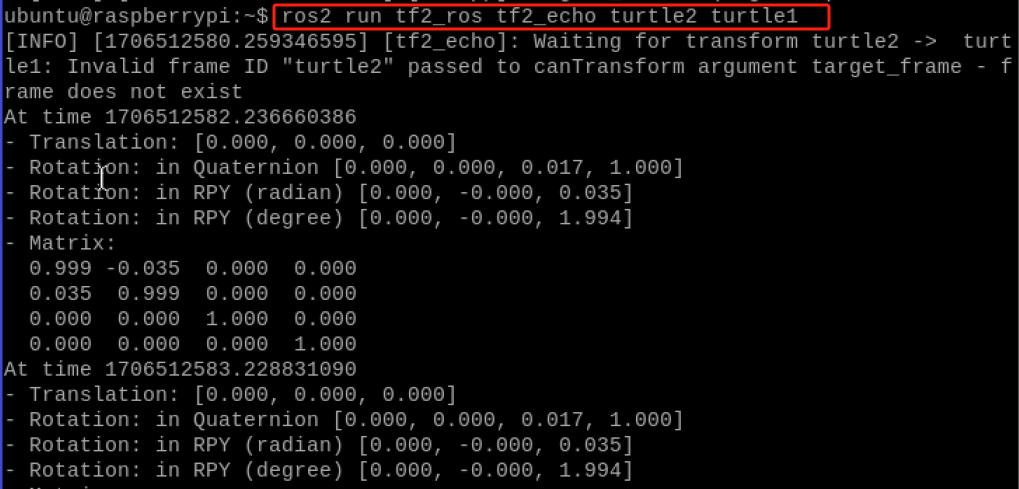 ubuntu@raspberrypi:~$ ros2 run tf2_ros tf2_echo turtle2 turtle1
[INFO] [1706512580.259346595] [tf2_echo]: Waiting for transform turtle2 ->  turt
le1: Invalid frame ID "turtle2" passed to canTransform argument target_frame - f
rame does not exist
At time 1706512582.236660386
- Translation: [0.000, 0.000, 0.000]
- Rotation: in Quaternion [0.000, 0.000, 0.017, 1.000]
- Rotation: in RPY (radian) [0.000, -0.000, 0.035]
- Rotation: in RPY (degree) [0.000, -0.000, 1.994]
- Matrix:
  0.999 -0.035  0.000  0.000
  0.035  0.999  0.000  0.000
  0.000  0.000  1.000  0.000
  0.000  0.000  0.000  1.000
At time 1706512583.228831090
- Translation: [0.000, 0.000, 0.000]
- Rotation: in Quaternion [0.000, 0.000, 0.017, 1.000]
- Rotation: in RPY (radian) [0.000, -0.000, 0.035]
- Rotation: in RPY (degree) [0.000, -0.000, 1.994]